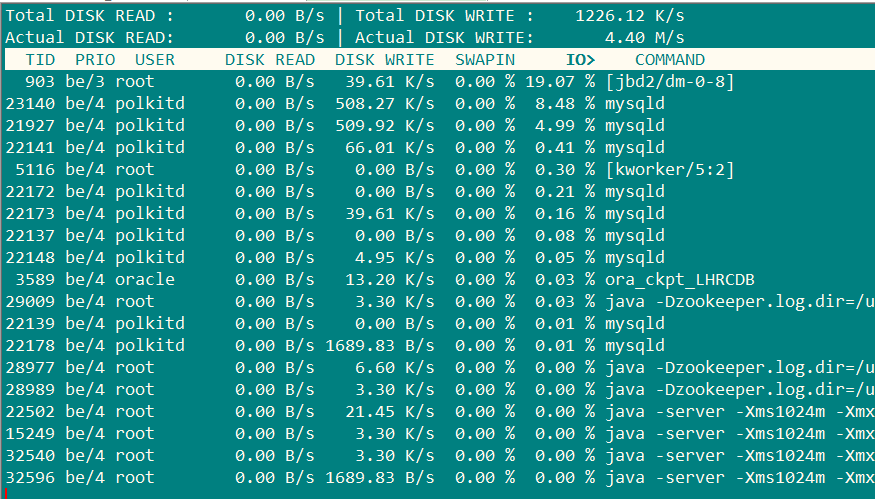 Total DISK READ :       0.00 B/s | Total DISK WRITE :    1226.12 K/s
Actual DISK READ:       0.00 B/s | Actual DISK WRITE:       4.40 M/s
  TID  PRIO  USER     DISK READ  DISK WRITE  SWAPIN     IO>    COMMAND
  903 be/3 root        0.00 B/s   39.61 K/s  0.00 % 19.07 % [jbd2/dm-0-8]
23140 be/4 polkitd     0.00 B/s  508.27 K/s  0.00 %  8.48 % mysqld
21927 be/4 polkitd     0.00 B/s  509.92 K/s  0.00 %  4.99 % mysqld
22141 be/4 polkitd     0.00 B/s   66.01 K/s  0.00 %  0.41 % mysqld
 5116 be/4 root        0.00 B/s    0.00 B/s  0.00 %  0.30 % [kworker/5:2]
22172 be/4 polkitd     0.00 B/s    0.00 B/s  0.00 %  0.21 % mysqld
22173 be/4 polkitd     0.00 B/s   39.61 K/s  0.00 %  0.16 % mysqld
22137 be/4 polkitd     0.00 B/s    0.00 B/s  0.00 %  0.08 % mysqld
22148 be/4 polkitd     0.00 B/s    4.95 K/s  0.00 %  0.05 % mysqld
 3589 be/4 oracle      0.00 B/s   13.20 K/s  0.00 %  0.03 % ora_ckpt_LHRCDB
29009 be/4 root        0.00 B/s    3.30 K/s  0.00 %  0.03 % java -Dzookeeper.log.dir=/u
22139 be/4 polkitd     0.00 B/s    0.00 B/s  0.00 %  0.01 % mysqld
22178 be/4 polkitd     0.00 B/s 1689.83 B/s  0.00 %  0.01 % mysqld
28977 be/4 root        0.00 B/s    6.60 K/s  0.00 %  0.00 % java -Dzookeeper.log.dir=/u
28989 be/4 root        0.00 B/s    3.30 K/s  0.00 %  0.00 % java -Dzookeeper.log.dir=/u
22502 be/4 root        0.00 B/s   21.45 K/s  0.00 %  0.00 % java -server -Xms1024m -Xmx
15249 be/4 root        0.00 B/s    3.30 K/s  0.00 %  0.00 % java -server -Xms1024m -Xmx
32540 be/4 root        0.00 B/s    3.30 K/s  0.00 %  0.00 % java -server -Xms1024m -Xmx
32596 be/4 root        0.00 B/s 1689.83 B/s  0.00 %  0.00 % java -server -Xms1024m -Xmx